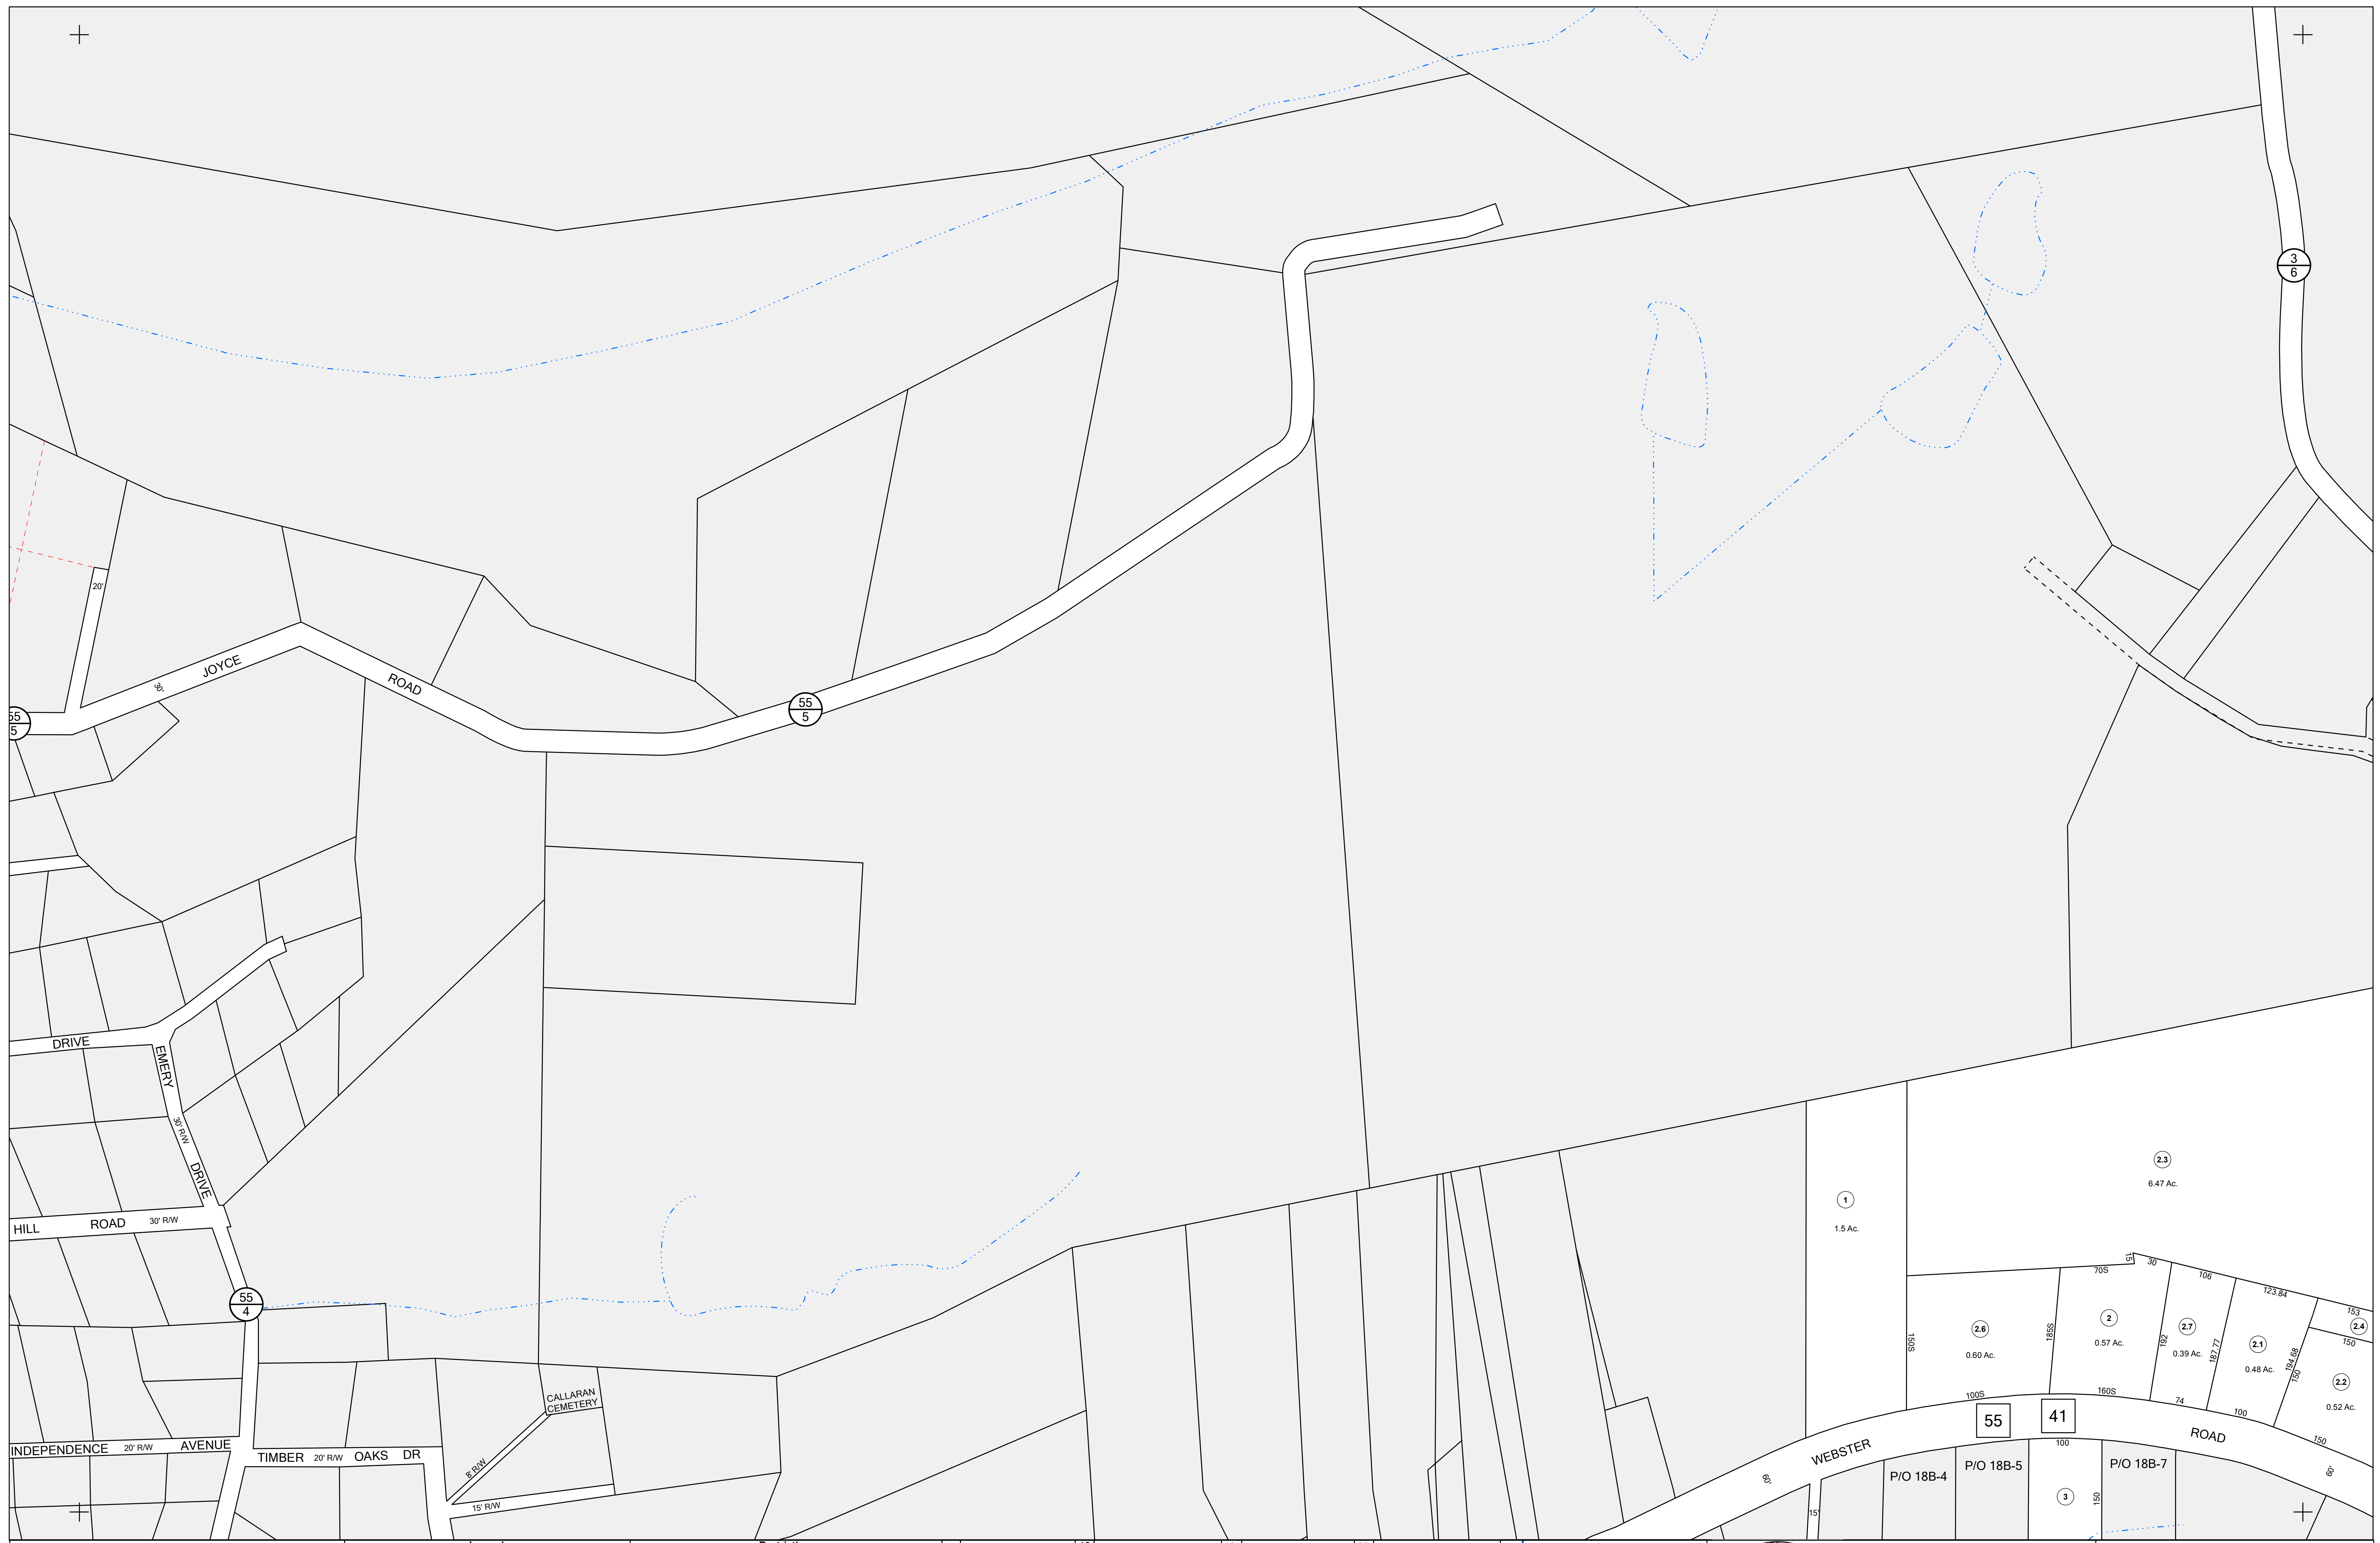 3
6
20'
JOYCE
30'
ROAD
55
5
55
5
DRIVE
EMERY
30' R/W
DRIVE
HILL ROAD 30' R/W
55
4
INDEPENDENCE 20' R/W AVENUE
TIMBER 20' R/W OAKS DR
CALLARAN
CEMETERY
8' R/W
15' R/W
1
1.5 Ac.
2.3
6.47 Ac.
15
30
70S
106
123.84
153
2.4
150
150S
2.6
0.60 Ac.
185S
2
0.57 Ac.
192
2.7
0.39 Ac.
187.77
2.1
0.48 Ac.
194.68
150
2.2
0.52 Ac.
100S
160S
74
100
150
55
41
WEBSTER
ROAD
60'
60'
100
P/O 18B-4
P/O 18B-5
P/O 18B-7
3
150
15'